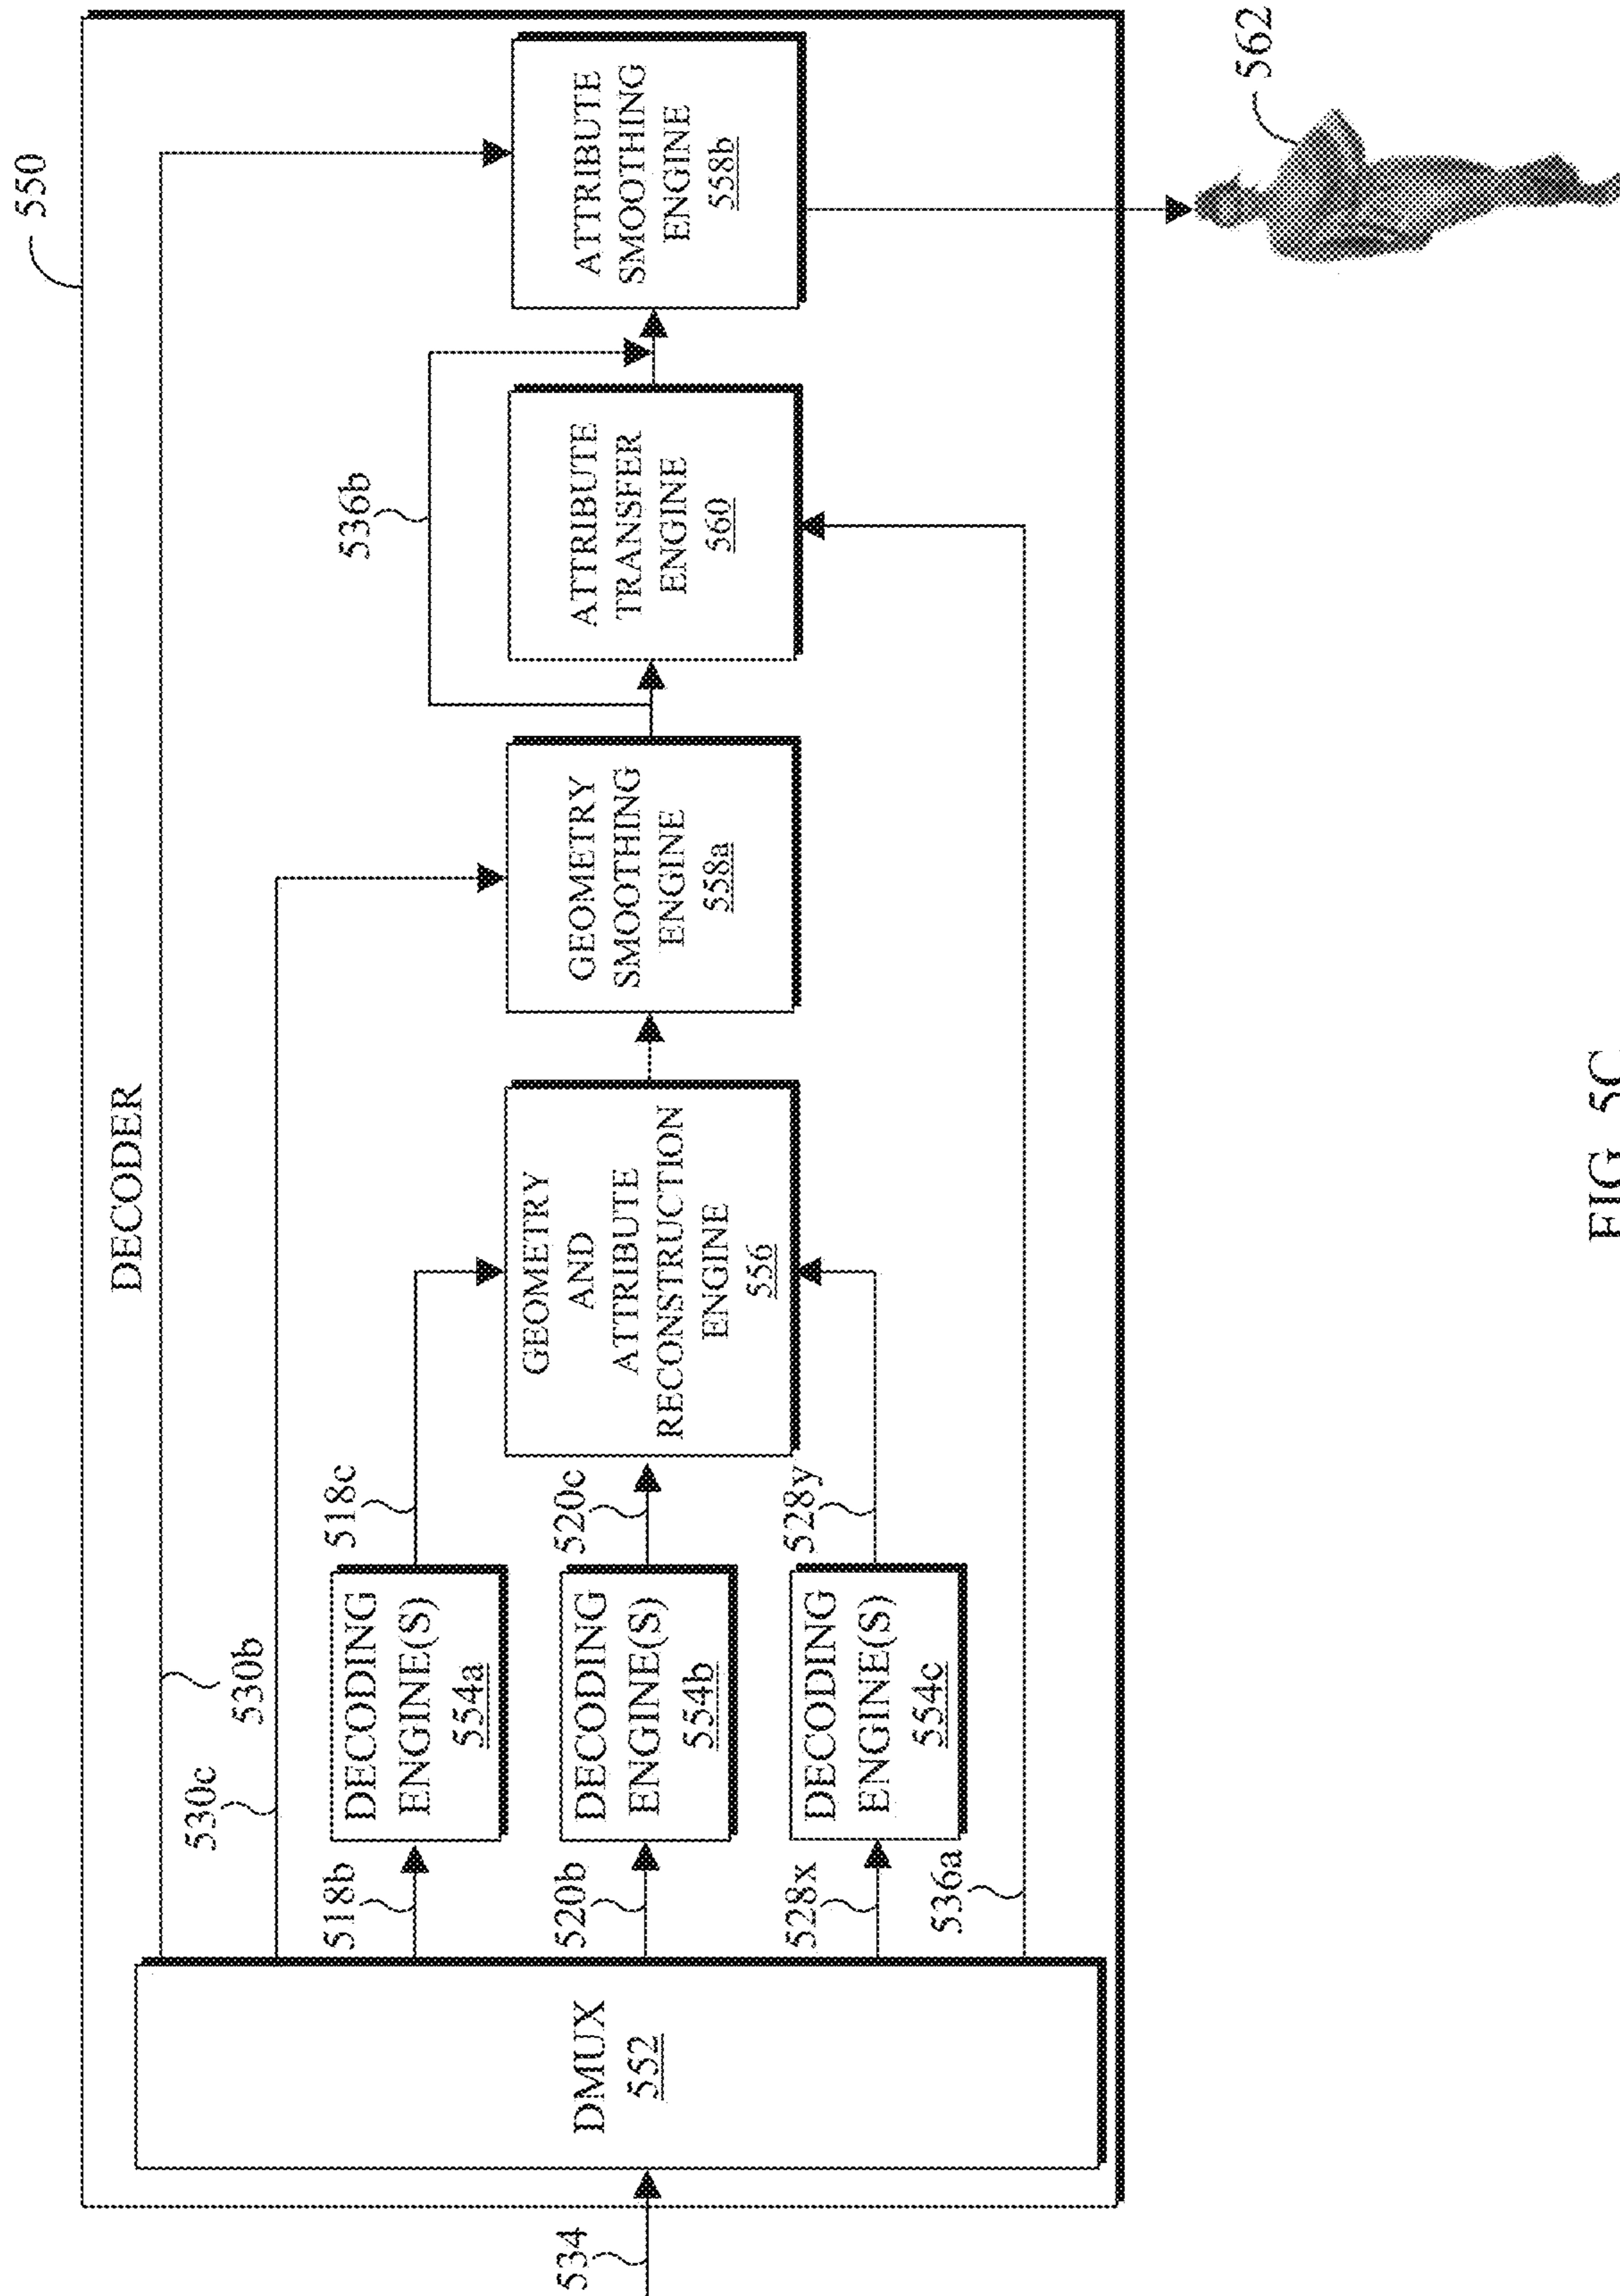 550
DECODER
530c
530b
536b
534
DMUX
552
518b
520b
528x
536a
DECODING
ENGINE(S)
554a
DECODING
ENGINE(S)
554b
DECODING
ENGINE(S)
554c
518c
520c
528y
GEOMETRY
AND
ATTRIBUTE
RECONSTRUCTION
ENGINE
556
GEOMETRY
SMOOTHING
ENGINE
558a
ATTRIBUTE
TRANSFER
ENGINE
560
ATTRIBUTE
SMOOTHING
ENGINE
558b
562
FIG. 5C